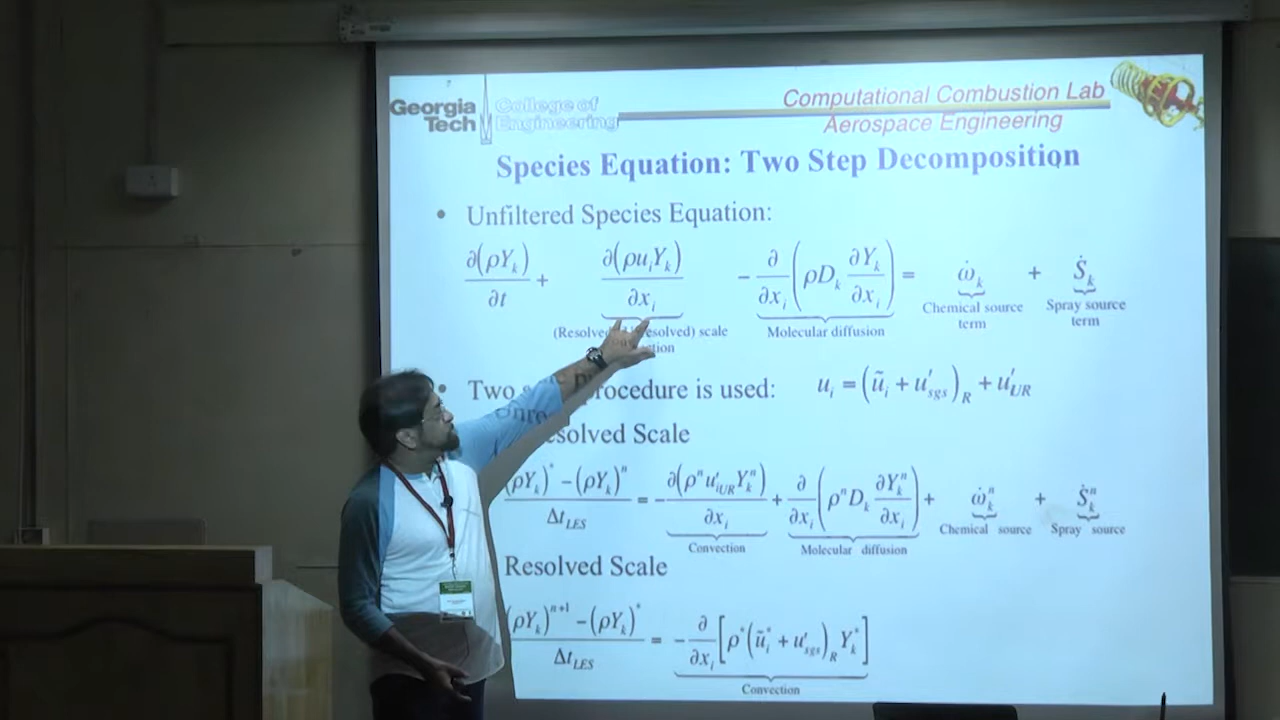 Georgia Tech College of Engineering
Computational Combustion Lab
Aerospace Engineering
Species Equation: Two Step Decomposition
• Unfiltered Species Equation:
∂(ρY_k)/∂t + ∂(ρu_iY_k)/∂x_i − ∂/∂x_i (ρD_k ∂Y_k/∂x_i) = ω̇_k + Ṡ_k
scale Molecular diffusion Chemical source term Spray source term
• Two procedure is used: u_i = (ũ_i + u′_sgs)_R + u′_UR
Scale
(ρY_k)^* − (ρY_k)^n / Δt_LES = − ∂(ρ^n u′_iUR Y_k^n)/∂x_i + ∂/∂x_i (ρ^n D_k ∂Y_k^n/∂x_i) + ω̇_k^n + Ṡ_k^n
Convection Molecular diffusion Chemical source Spray source
Resolved Scale
(ρY_k)^{n+1} − (ρY_k)^* / Δt_LES = − ∂/∂x_i [ρ^*(ũ_i^* + u′_sgs)_R Y_k^*]
Convection